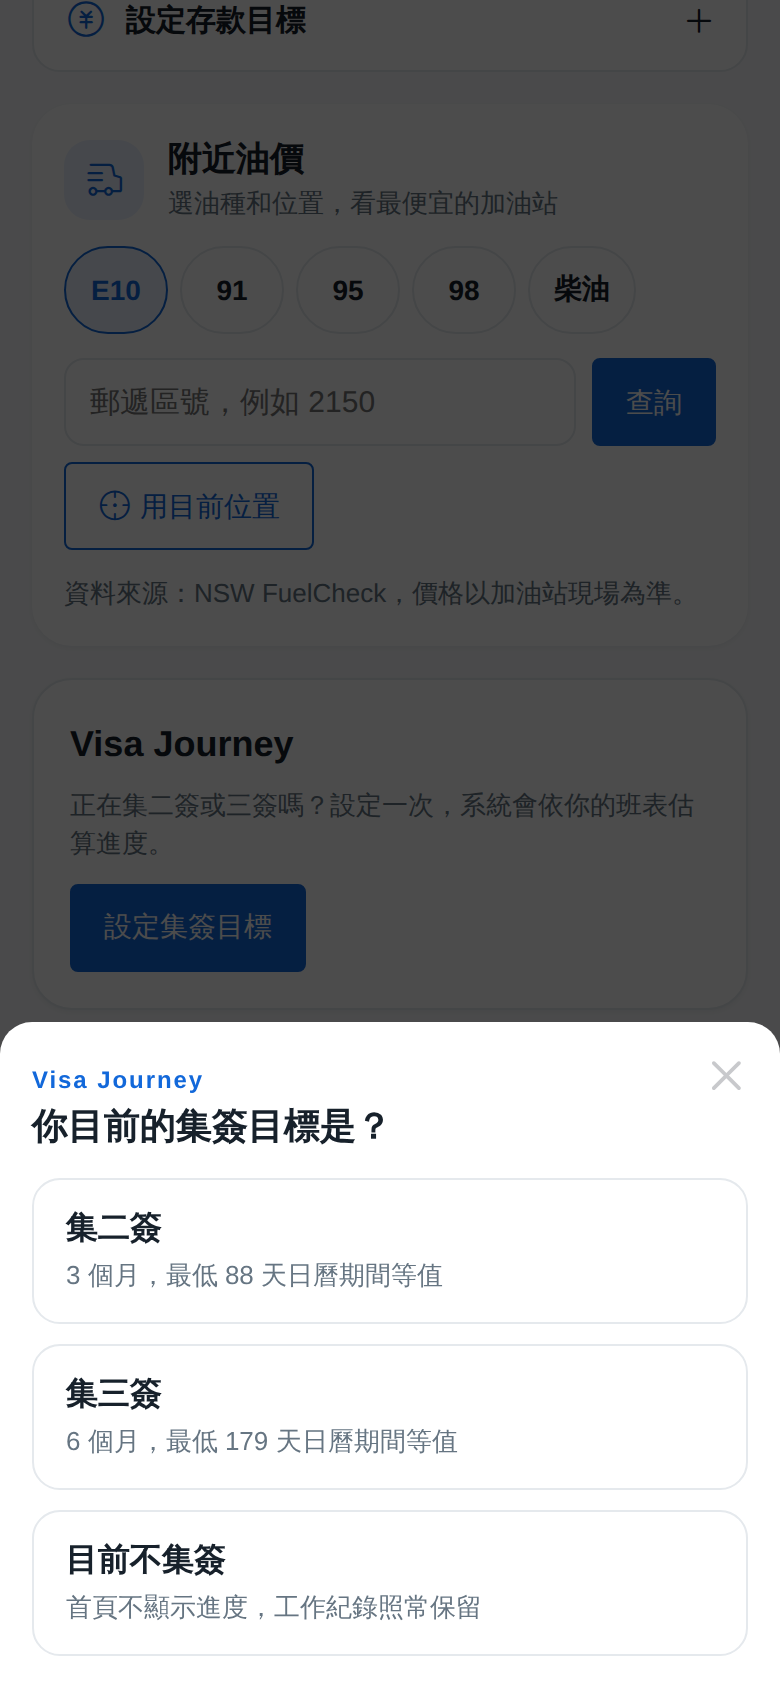 設定存款目標
附近油價
選油種和位置，看最便宜的加油站
E10 91 95 98 柴油
郵遞區號，例如 2150 查詢
用目前位置
資料來源：NSW FuelCheck，價格以加油站現場為準。
Visa Journey
正在集二簽或三簽嗎？設定一次，系統會依你的班表估
算進度。
設定集簽目標
Visa Journey
你目前的集簽目標是？
集二簽
3 個月，最低 88 天日曆期間等值
集三簽
6 個月，最低 179 天日曆期間等值
目前不集簽
首頁不顯示進度，工作紀錄照常保留